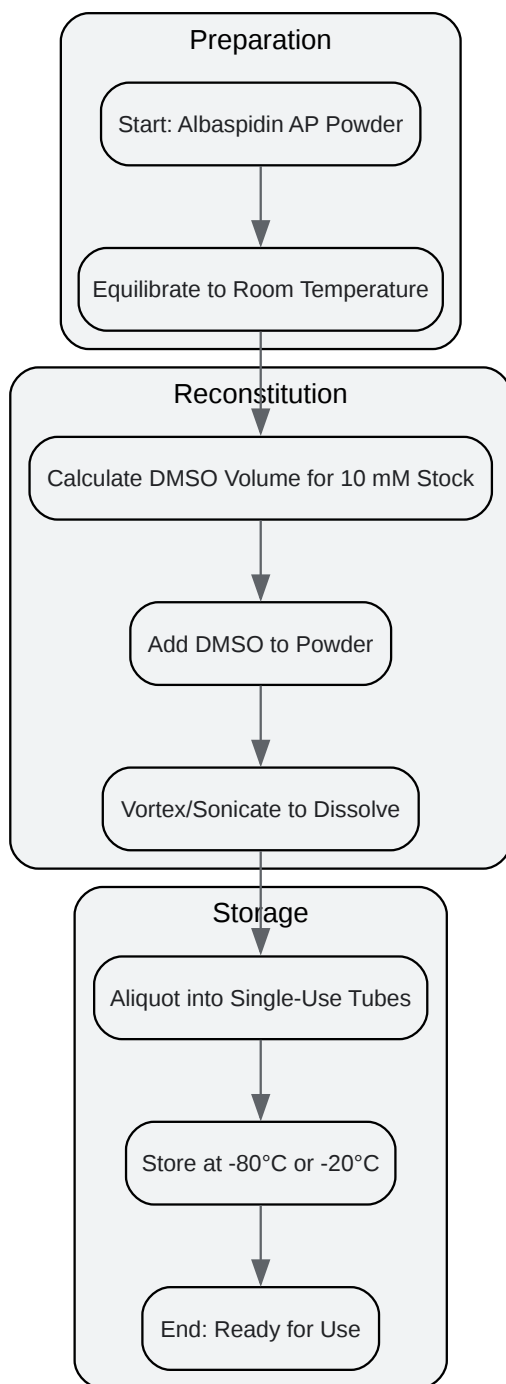 Preparation
Start: Albaspidin AP Powder
Equilibrate to Room Temperature
Reconstitution
Calculate DMSO Volume for 10 mM Stock
Add DMSO to Powder
Vortex/Sonicate to Dissolve
Storage
Aliquot into Single-Use Tubes
Store at -80°C or -20°C
End: Ready for Use